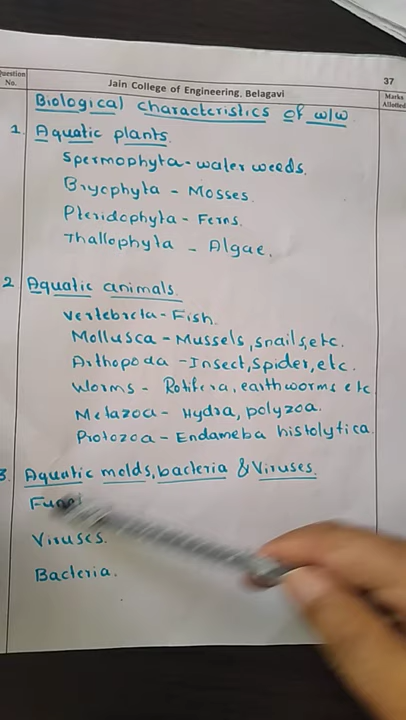 Question No.
Jain College of Engineering, Belagavi
37
Marks Allotted
Biological characteristics of w/w
1. Aquatic plants.
Spermophyta - water weeds.
Bryophyta - Mosses.
Pteridophyta - Ferns.
Thallophyta - Algae.
2 Aquatic animals.
Vertebrata - Fish.
Mollusca - Mussels, snails, etc.
Arthopoda - Insect, spider, etc.
Worms - Rotifera, earthworms etc
Metazoa - Hydra, polyzoa.
Protozoa - Endameba histolytica.
3. Aquatic molds, bacteria & Viruses.
Viruses.
Bacteria.